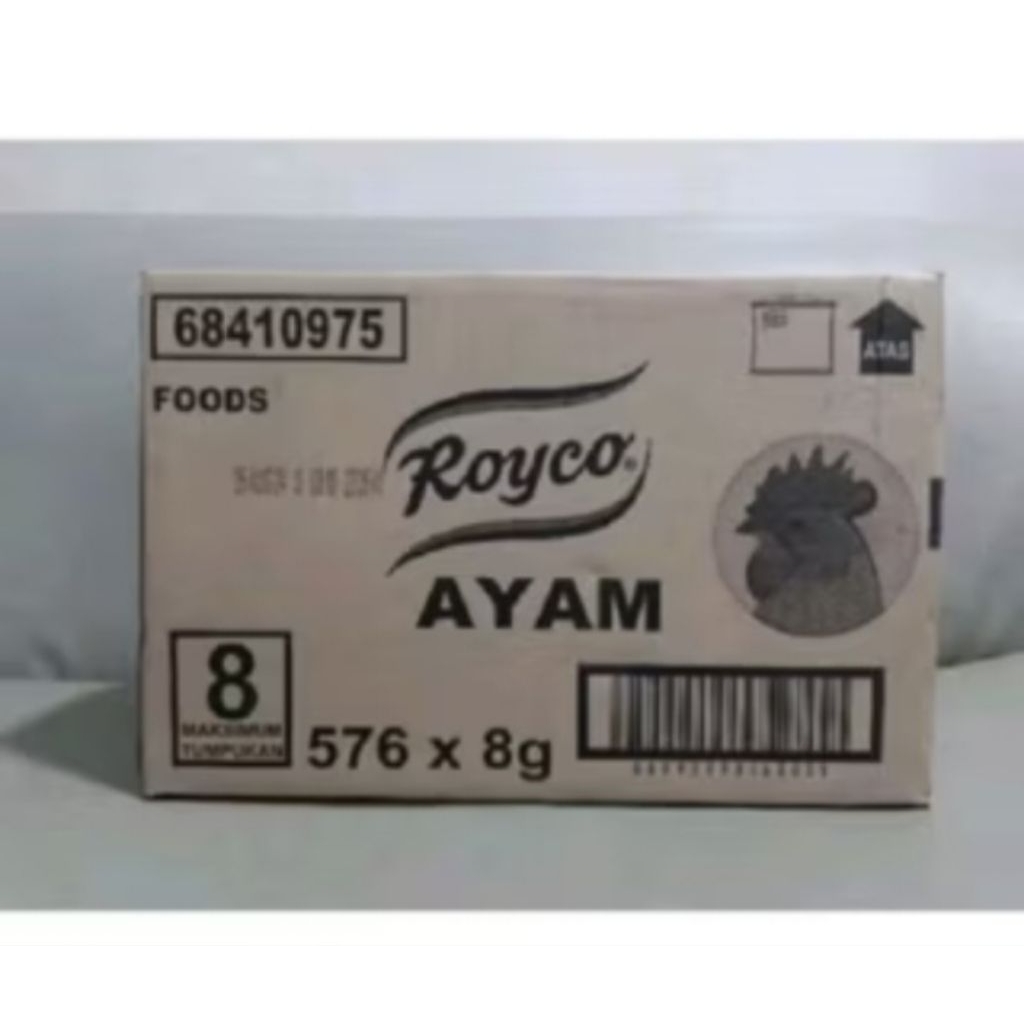 68410975
ATAS
FOODS
Royco
AYAM
8
MAKSIMUM
TUMPUKAN
576 x 8g